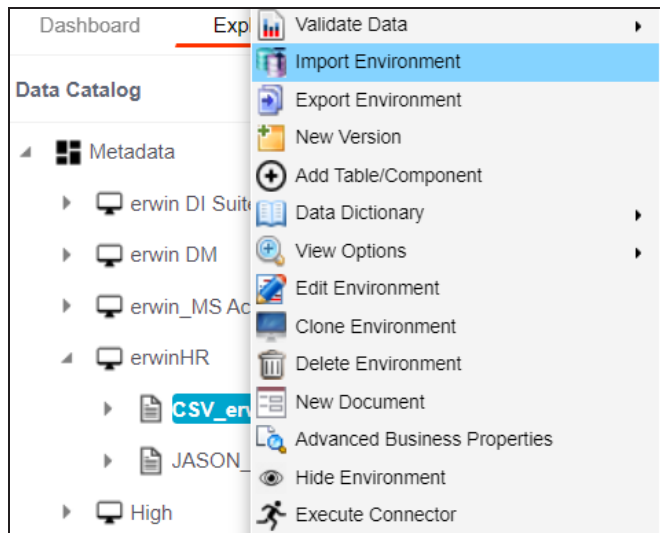 Dashboard
Exp
Data Catalog
Metadata
erwin DI Suite
erwin DM
erwin_MS Ac
erwinHR
CSV_erw
JASON_
High
Validate Data
Import Environment
Export Environment
New Version
Add Table/Component
Data Dictionary
View Options
Edit Environment
Clone Environment
Delete Environment
New Document
Advanced Business Properties
Hide Environment
Execute Connector